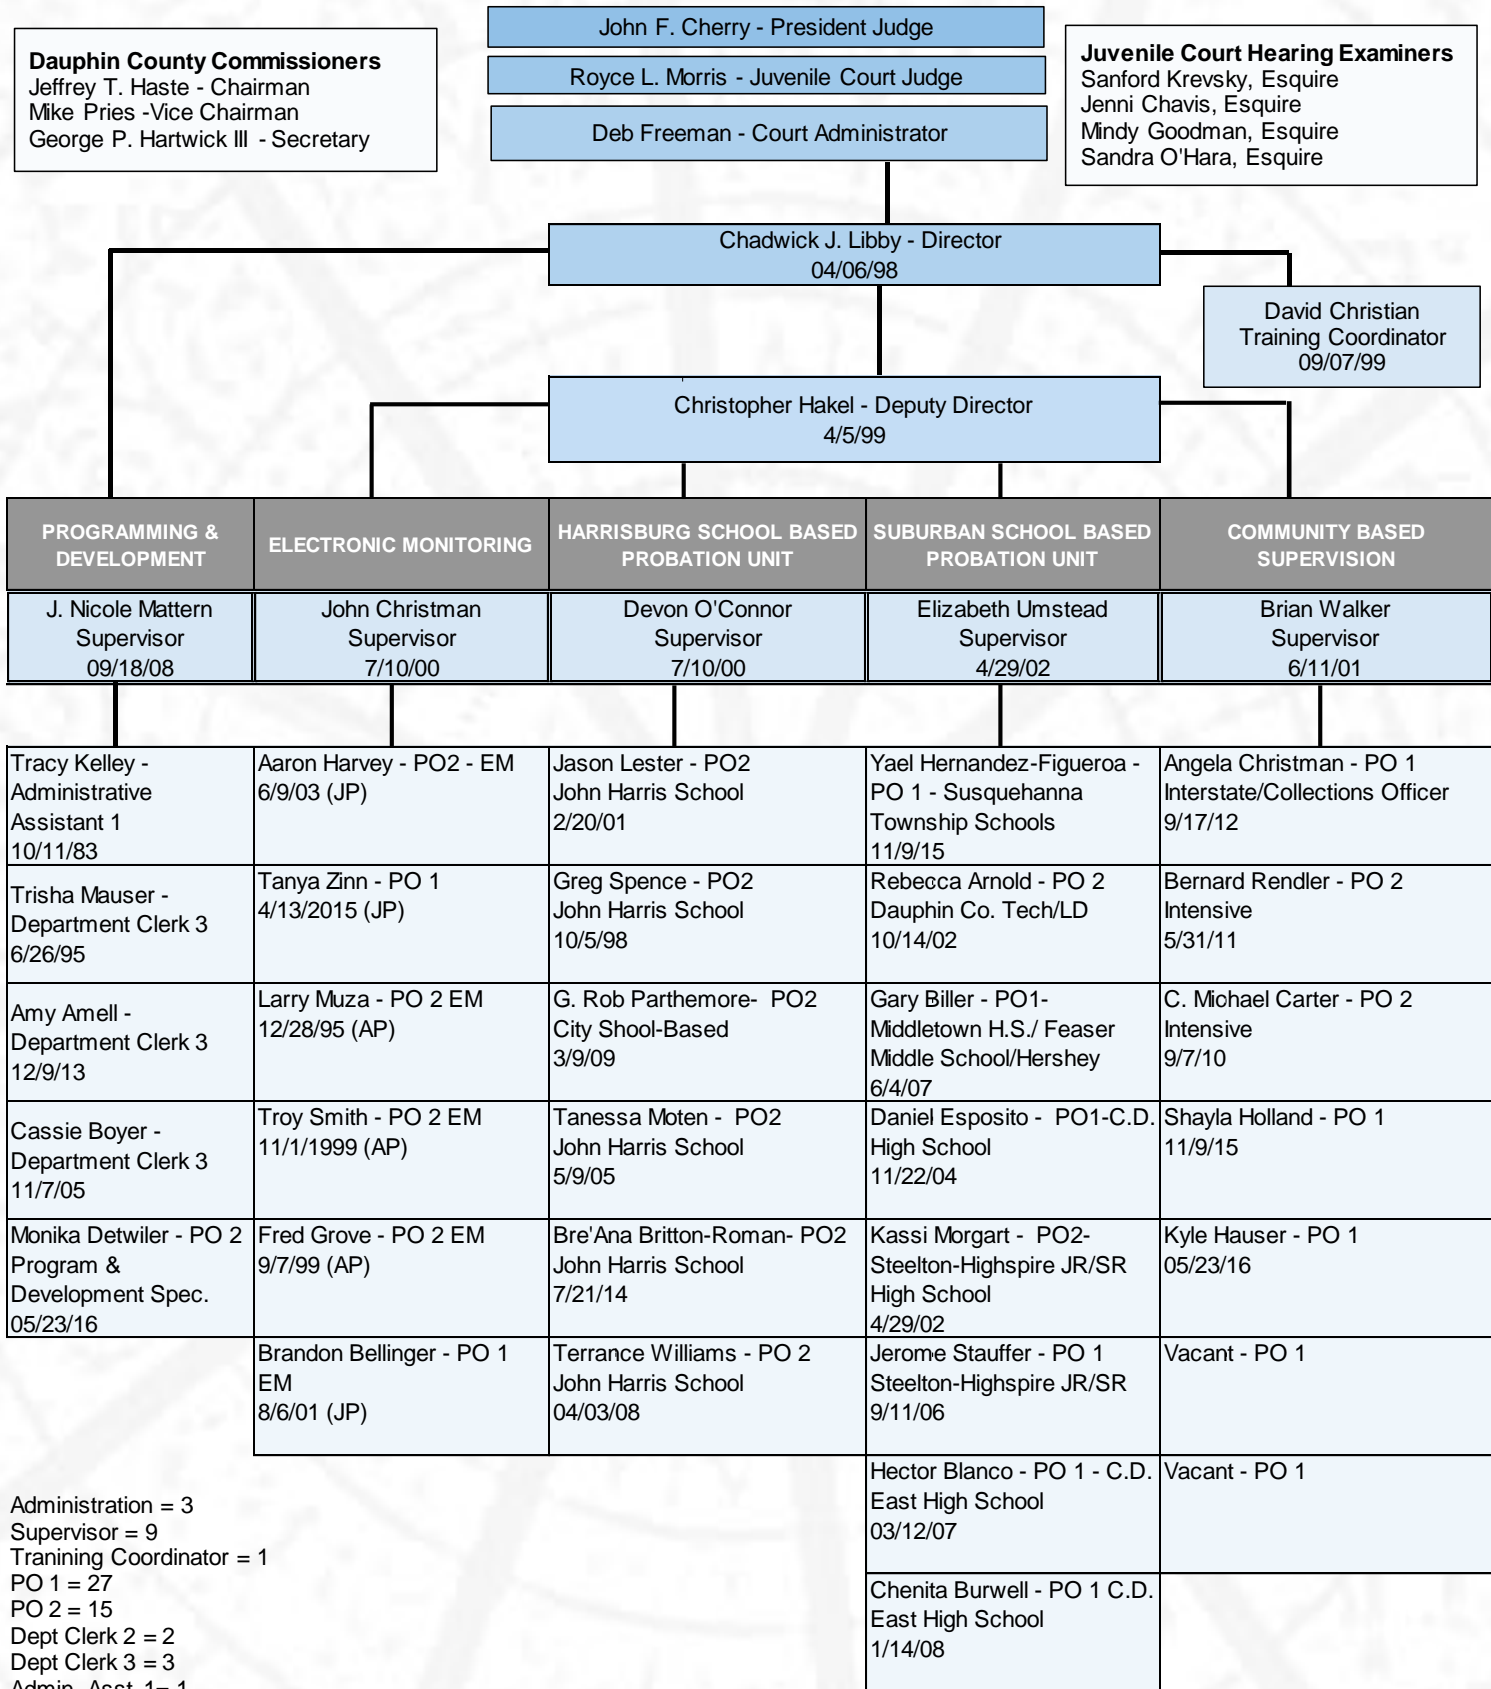 John F. Cherry - President Judge
Royce L. Morris - Juvenile Court Judge
Deb Freeman - Court Administrator
Dauphin County Commissioners
Jeffrey T. Haste - Chairman
Mike Pries -Vice Chairman
George P. Hartwick III - Secretary
Juvenile Court Hearing Examiners
Sanford Krevsky, Esquire
Jenni Chavis, Esquire
Mindy Goodman, Esquire
Sandra O'Hara, Esquire
Chadwick J. Libby - Director
04/06/98
David Christian
Training Coordinator
09/07/99
Christopher Hakel - Deputy Director
4/5/99
PROGRAMMING &
DEVELOPMENT
J. Nicole Mattern
Supervisor
09/18/08
Tracy Kelley -
Administrative
Assistant 1
10/11/83
Trisha Mauser -
Department Clerk 3
6/26/95
Amy Amell -
Department Clerk 3
12/9/13
Cassie Boyer -
Department Clerk 3
11/7/05
Monika Detwiler - PO 2
Program &
Development Spec.
05/23/16
ELECTRONIC MONITORING
John Christman
Supervisor
7/10/00
Aaron Harvey - PO2 - EM
6/9/03 (JP)
Tanya Zinn - PO 1
4/13/2015 (JP)
Larry Muza - PO 2 EM
12/28/95 (AP)
Troy Smith - PO 2 EM
11/1/1999 (AP)
Fred Grove - PO 2 EM
9/7/99 (AP)
Brandon Bellinger - PO 1
EM
8/6/01 (JP)
HARRISBURG SCHOOL BASED
PROBATION UNIT
Devon O'Connor
Supervisor
7/10/00
Jason Lester - PO2
John Harris School
2/20/01
Greg Spence - PO2
John Harris School
10/5/98
G. Rob Parthemore- PO2
City Shool-Based
3/9/09
Tanessa Moten - PO2
John Harris School
5/9/05
Bre'Ana Britton-Roman- PO2
John Harris School
7/21/14
Terrance Williams - PO 2
John Harris School
04/03/08
SUBURBAN SCHOOL BASED
PROBATION UNIT
Elizabeth Umstead
Supervisor
4/29/02
Yael Hernandez-Figueroa -
PO 1 - Susquehanna
Township Schools
11/9/15
Rebecca Arnold - PO 2
Dauphin Co. Tech/LD
10/14/02
Gary Biller - PO1-
Middletown H.S./ Feaser
Middle School/Hershey
6/4/07
Daniel Esposito - PO1-C.D.
High School
11/22/04
Kassi Morgart - PO2-
Steelton-Highspire JR/SR
High School
4/29/02
Jerome Stauffer - PO 1
Steelton-Highspire JR/SR
9/11/06
Hector Blanco - PO 1 - C.D.
East High School
03/12/07
Chenita Burwell - PO 1 C.D.
East High School
1/14/08
COMMUNITY BASED
SUPERVISION
Brian Walker
Supervisor
6/11/01
Angela Christman - PO 1
Interstate/Collections Officer
9/17/12
Bernard Rendler - PO 2
Intensive
5/31/11
C. Michael Carter - PO 2
Intensive
9/7/10
Shayla Holland - PO 1
11/9/15
Kyle Hauser - PO 1
05/23/16
Vacant - PO 1
Vacant - PO 1
Administration = 3
Supervisor = 9
Tranining Coordinator = 1
PO 1 = 27
PO 2 = 15
Dept Clerk 2 = 2
Dept Clerk 3 = 3
Admin. Asst. 1= 1